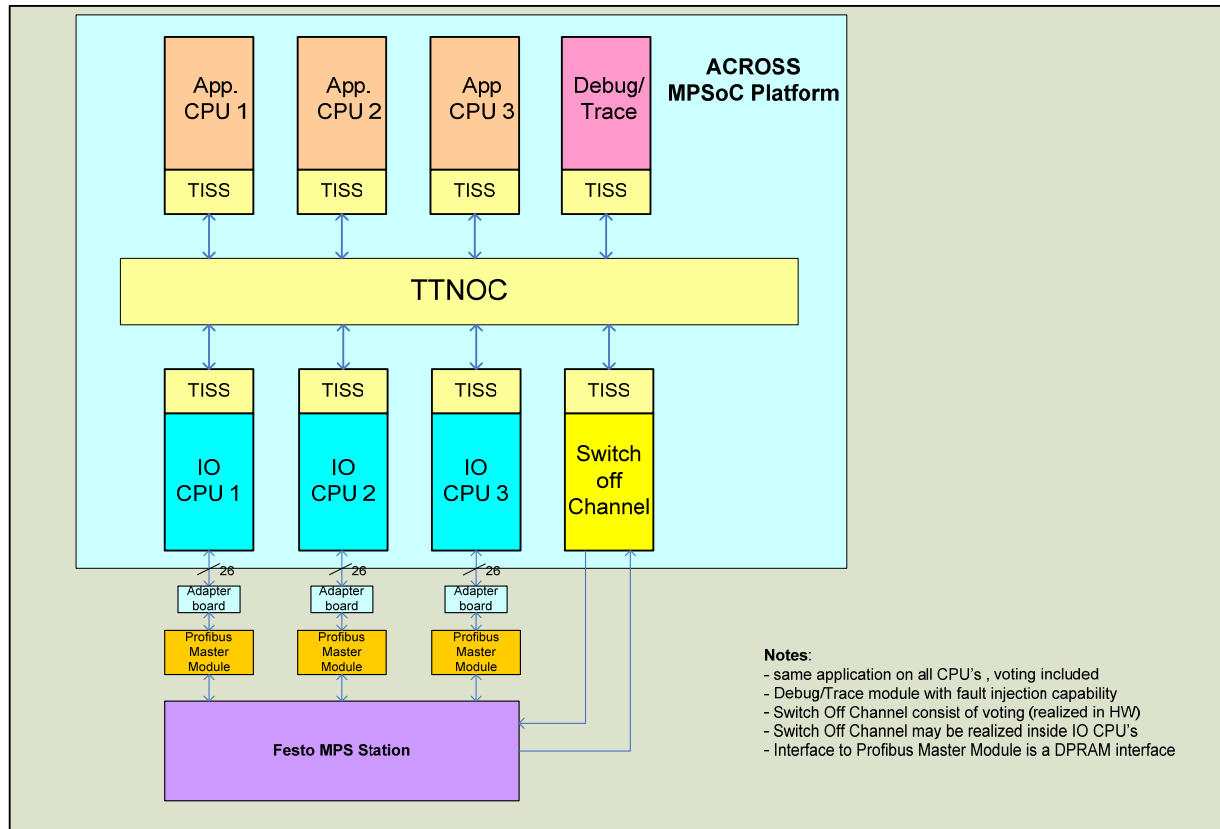 ACROSS
MPSoC Platform
App.
CPU 1
App.
CPU 2
App
CPU 3
Debug/
Trace
TISS
TISS
TISS
TISS
TTNOC
TISS
TISS
TISS
TISS
IO
CPU 1
IO
CPU 2
IO
CPU 3
Switch
off
Channel
26
26
26
Adapter
board
Adapter
board
Adapter
board
Profibus
Master
Module
Profibus
Master
Module
Profibus
Master
Module
Festo MPS Station
Notes:
- same application on all CPU's , voting included
- Debug/Trace module with fault injection capability
- Switch Off Channel consist of voting (realized in HW)
- Switch Off Channel may be realized inside IO CPU's
- Interface to Profibus Master Module is a DPRAM interface